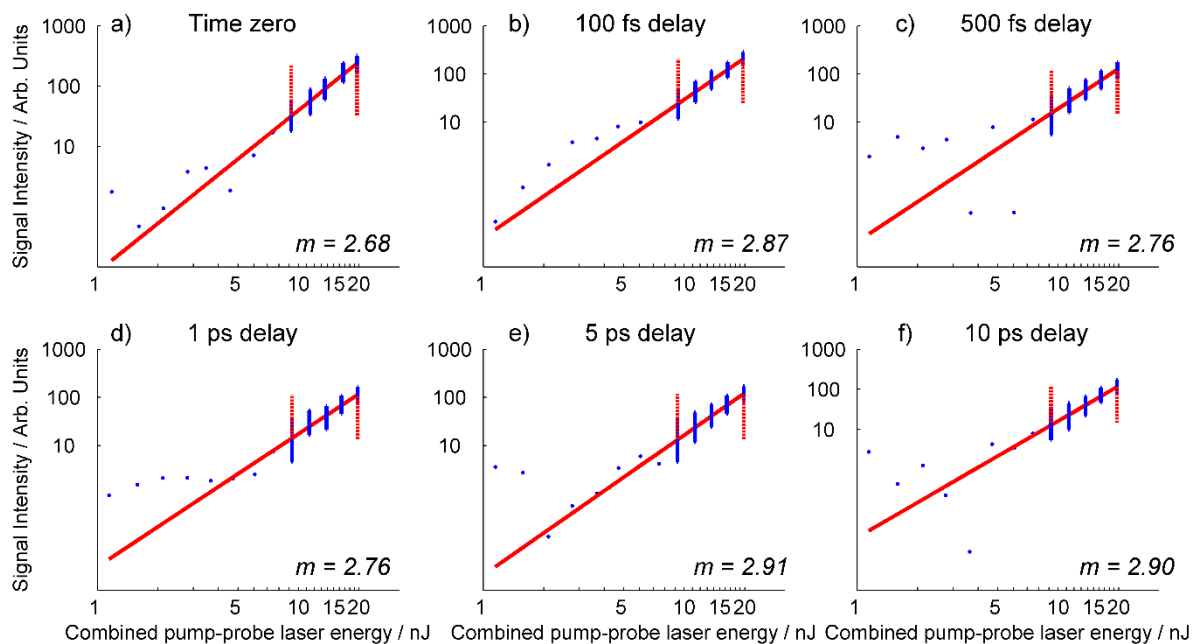 a) Time zero
b) 100 fs delay
c) 500 fs delay
Signal Intensity / Arb. Units
1000
100
10
m = 2.68
1 5 10 15 20
1000
100
10
m = 2.87
1 5 10 15 20
1000
100
10
m = 2.76
1 5 10 15 20
d) 1 ps delay
e) 5 ps delay
f) 10 ps delay
Signal Intensity / Arb. Units
1000
100
10
m = 2.76
1 5 10 15 20
Combined pump-probe laser energy / nJ
1000
100
10
m = 2.91
1 5 10 15 20
Combined pump-probe laser energy / nJ
1000
100
10
m = 2.90
1 5 10 15 20
Combined pump-probe laser energy / nJ